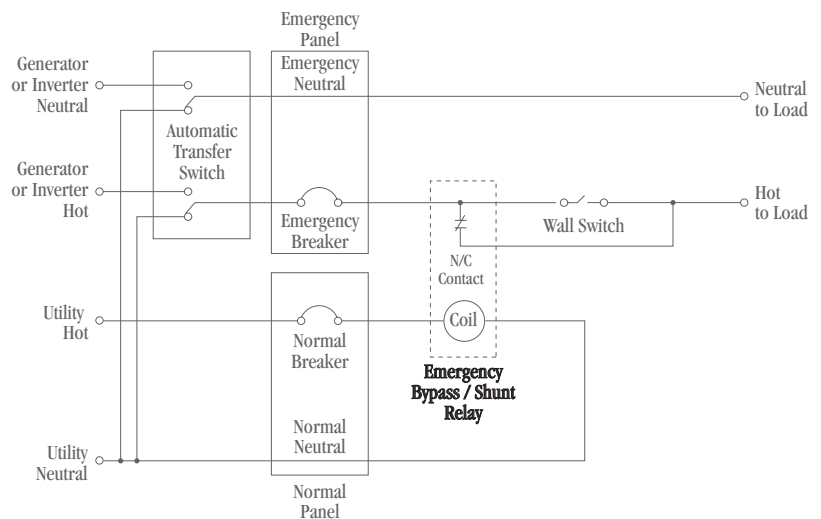 Emergency
Panel
Generator
or Inverter
Neutral
Emergency
Neutral
Neutral
to Load
Automatic
Transfer
Switch
Generator
or Inverter
Hot
Emergency
Breaker
Wall Switch
Hot
to Load
N/C
Contact
Utility
Hot
Coil
Normal
Breaker
Emergency
Bypass / Shunt
Relay
Normal
Neutral
Utility
Neutral
Normal
Panel